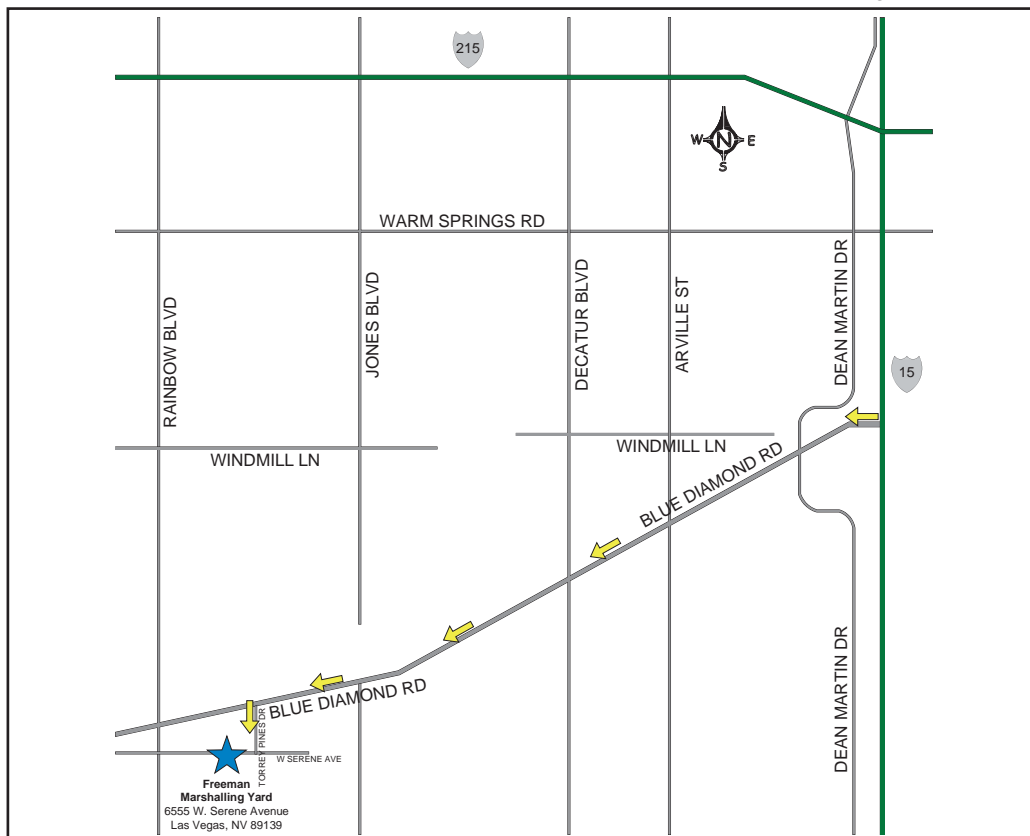 215
W N E
S
WARM SPRINGS RD
RAINBOW BLVD
JONES BLVD
DECATUR BLVD
ARVILLE ST
DEAN MARTIN DR
15
WINDMILL LN
WINDMILL LN
BLUE DIAMOND RD
BLUE DIAMOND RD
TORREY PINES DR
W SERENE AVE
DEAN MARTIN DR
Freeman
Marshalling Yard
6555 W. Serene Avenue
Las Vegas, NV 89139